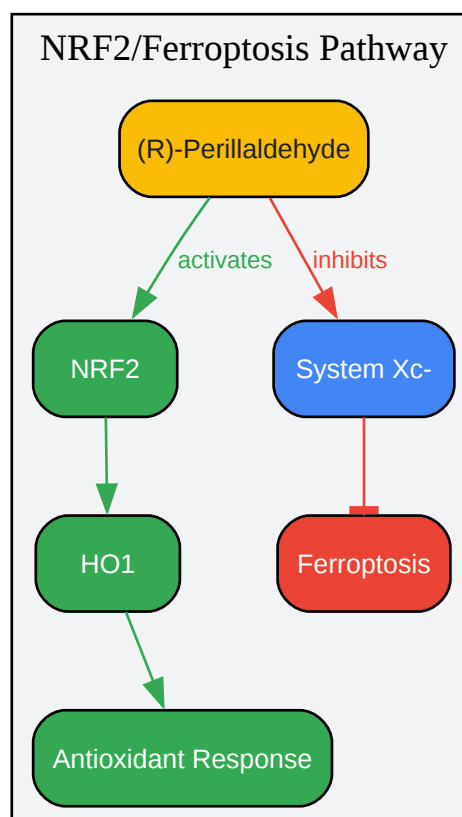 NRF2/Ferroptosis Pathway
(R)-Perillaldehyde
activates
inhibits
NRF2
System Xc-
HO1
Ferroptosis
Antioxidant Response